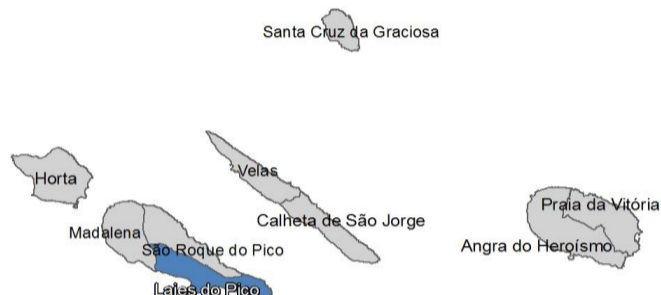 Santa Cruz da Graciosa
Velas
Horta
Praia da Vitória
Calheta de São Jorge
Madalena
Angra do Heroísmo
São Roque do Pico
Lajes do Pico